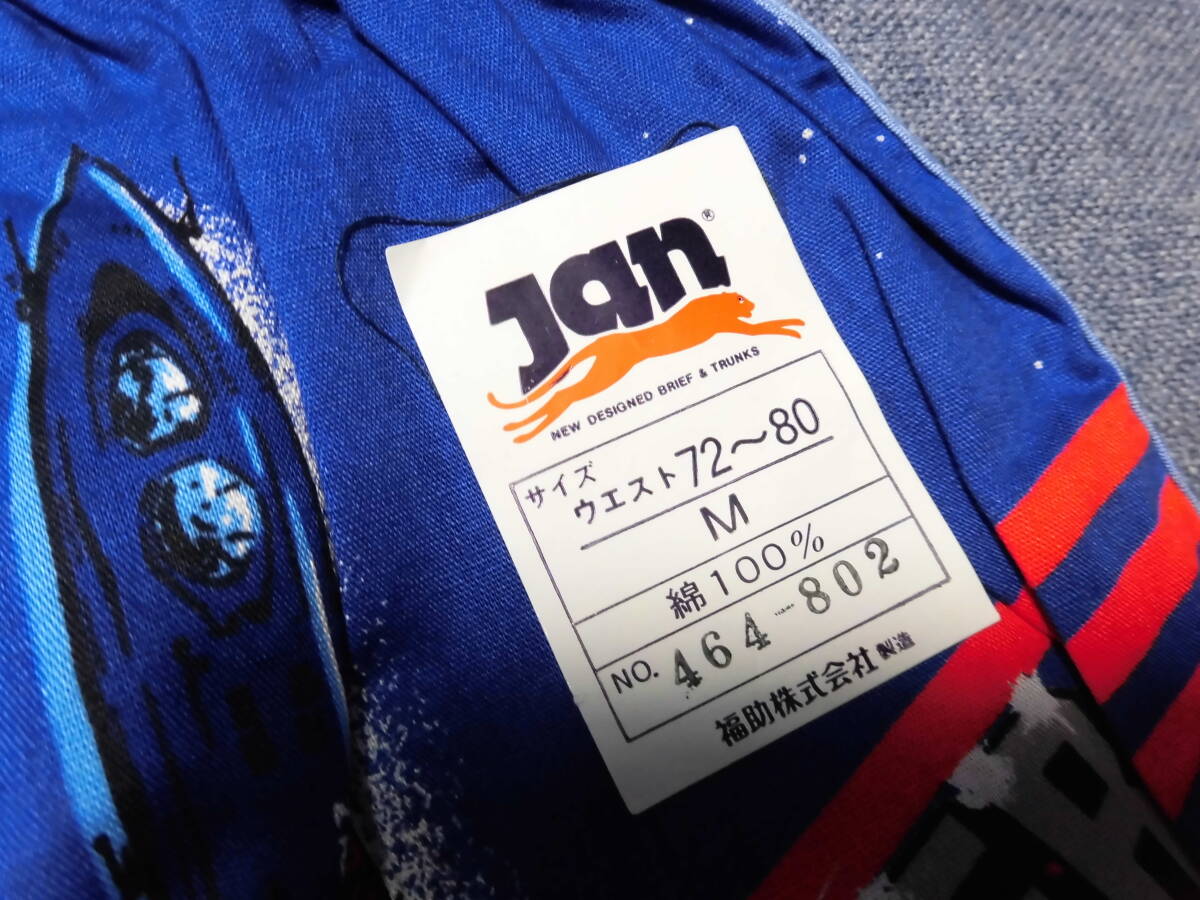 Jan®
NEW DESIGNED BRIEF & TRUNKS
サイズ
ウエスト72〜80
M
綿100%
NO. 464-802
福助株式会社 製造